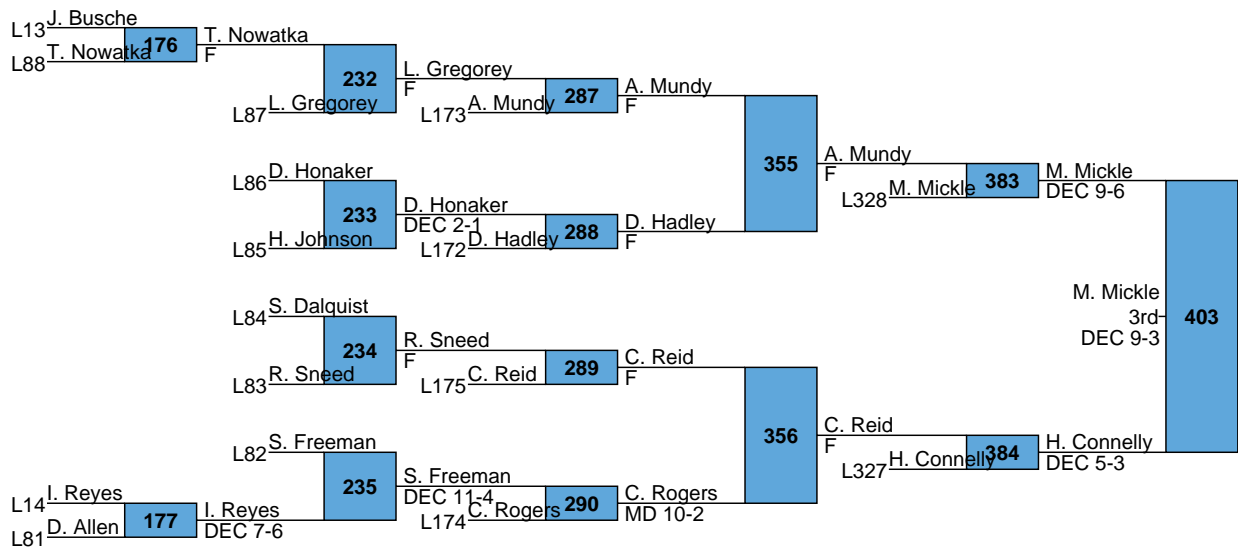 J. Busche
L13
176
T. Nowatka
F
T. Nowatka
L88
232
L. Gregorey
F
L. Gregorey
L87
A. Mundy
L173
287
A. Mundy
F
D. Honaker
L86
233
D. Honaker
DEC 2-1
H. Johnson
L85
D. Hadley
L172
288
D. Hadley
F
355
A. Mundy
F
M. Mickle
L328
383
M. Mickle
DEC 9-6
S. Dalquist
L84
234
R. Sneed
F
R. Sneed
L83
C. Reid
L175
289
C. Reid
F
M. Mickle
3rd
DEC 9-3
403
S. Freeman
L82
235
S. Freeman
DEC 11-4
I. Reyes
L14
177
I. Reyes
DEC 7-6
D. Allen
L81
C. Rogers
L174
290
C. Rogers
MD 10-2
356
C. Reid
F
H. Connelly
L327
384
H. Connelly
DEC 5-3